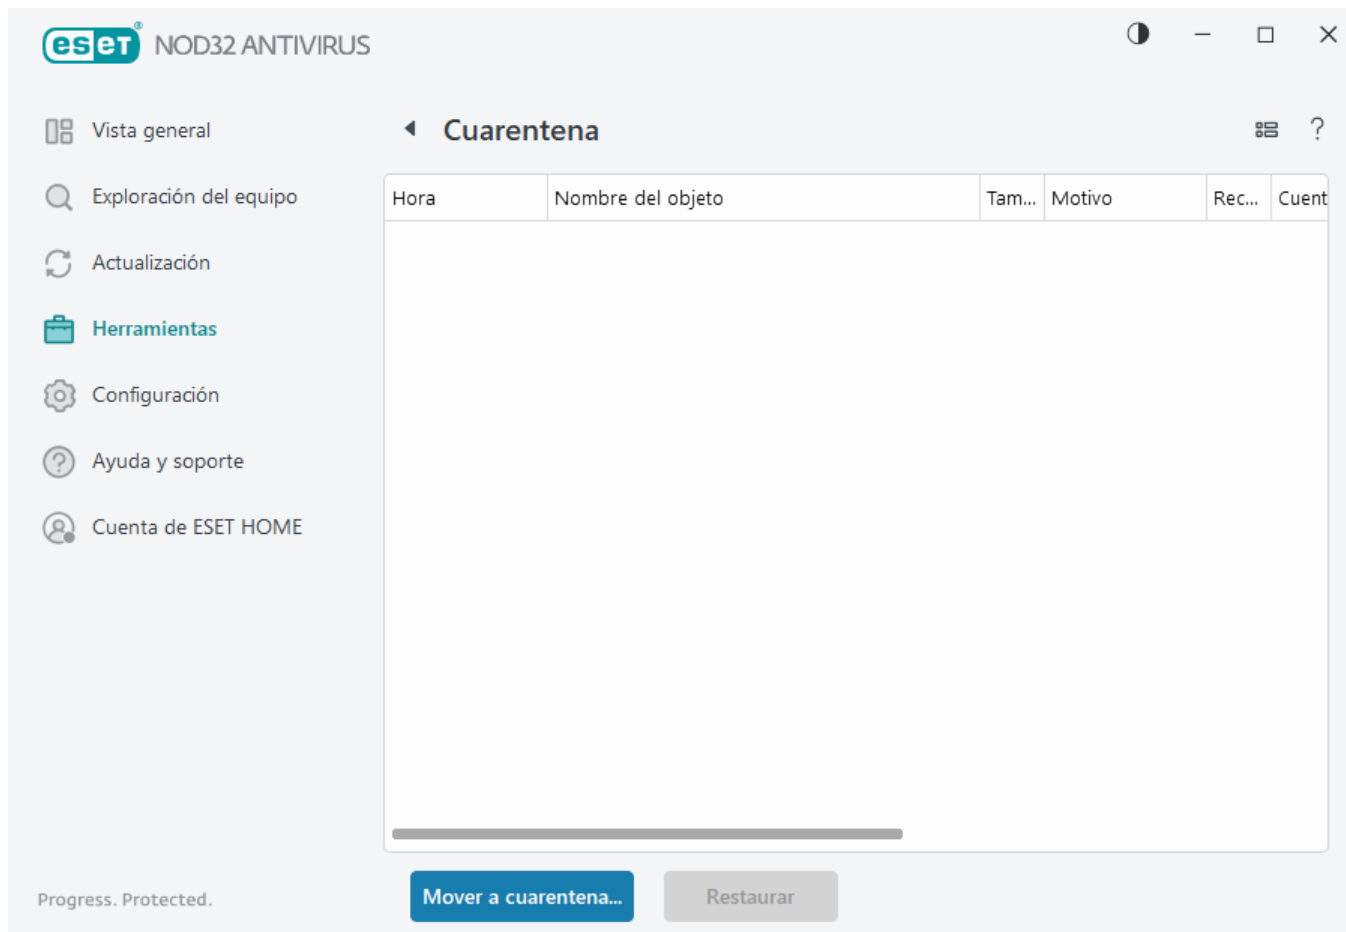 eset® NOD32 ANTIVIRUS
Vista general
Exploración del equipo
Actualización
Herramientas
Configuración
Ayuda y soporte
Cuenta de ESET HOME
Progress. Protected.
Cuarentena
?
Hora Nombre del objeto Tam... Motivo Rec... Cuent
Mover a cuarentena... Restaurar